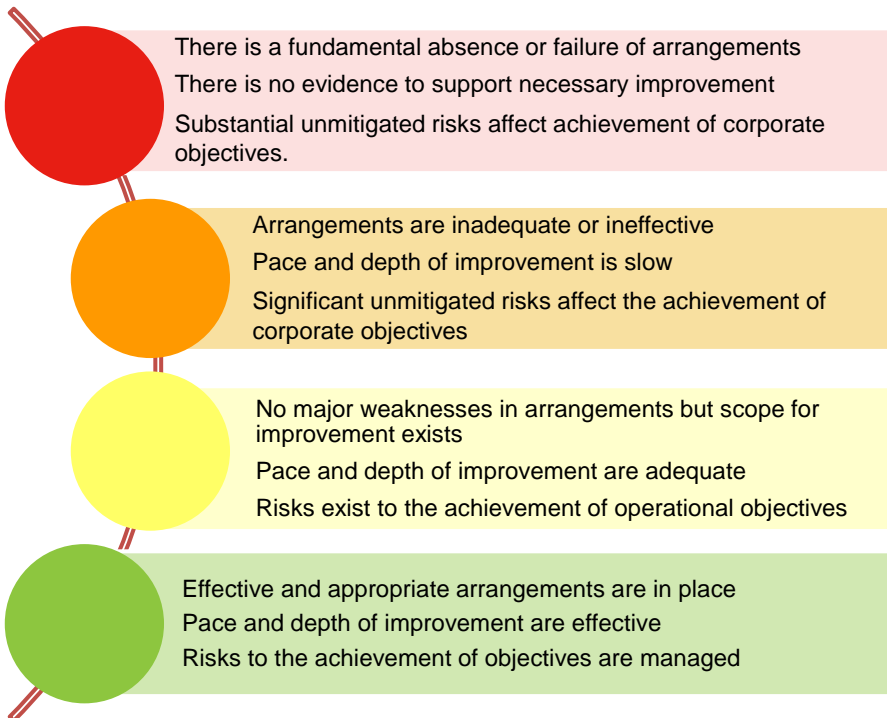 There is a fundamental absence or failure of arrangements
There is no evidence to support necessary improvement
Substantial unmitigated risks affect achievement of corporate
objectives.
Arrangements are inadequate or ineffective
Pace and depth of improvement is slow
Significant unmitigated risks affect the achievement of
corporate objectives
No major weaknesses in arrangements but scope for
improvement exists
Pace and depth of improvement are adequate
Risks exist to the achievement of operational objectives
Effective and appropriate arrangements are in place
Pace and depth of improvement are effective
Risks to the achievement of objectives are managed